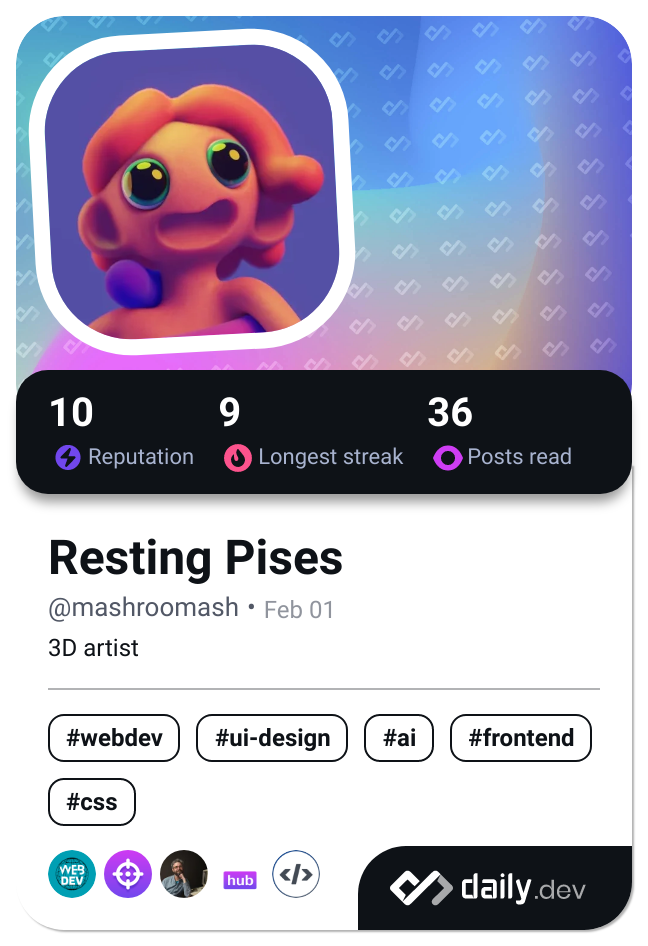 10 9 36
Reputation Longest streak Posts read
Resting Pises
@mashroomash • Feb 01
3D artist
#webdev #ui-design #ai #frontend
#css
WEB
DEV
hub
</>
daily.dev